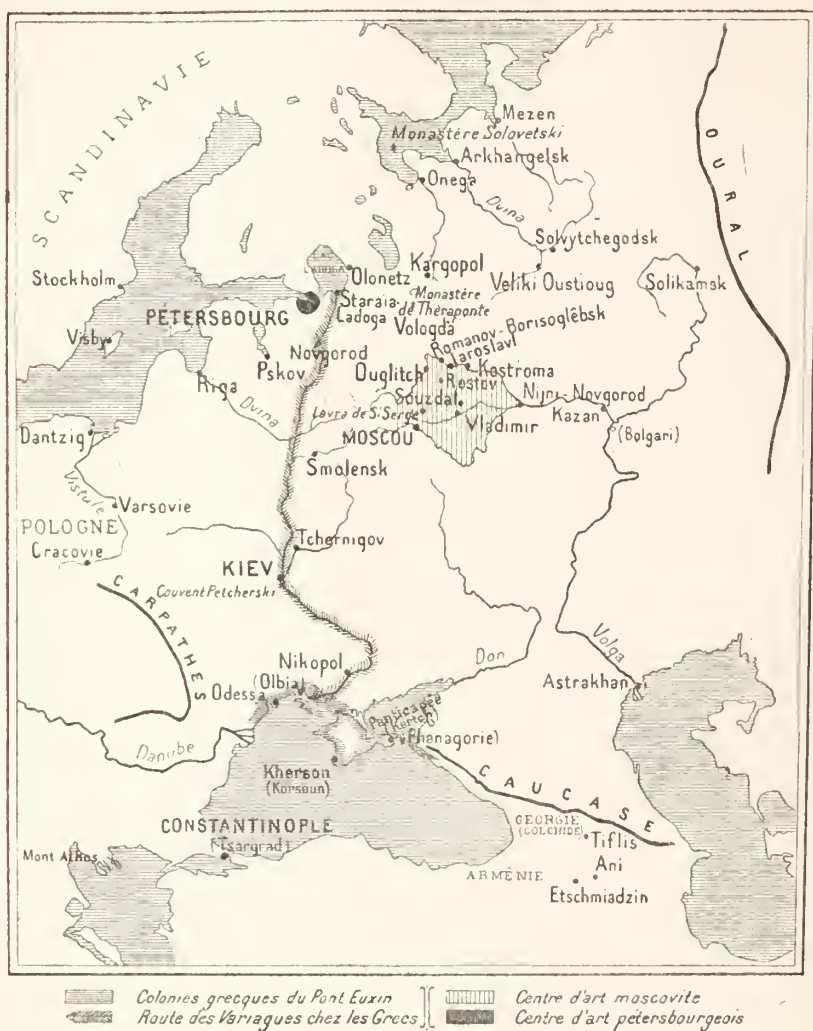 SCANDINAVIE
OURAL
Mezen
Monastère Solovetski
Arkhangelsk
Onega
Dvina
Solvytchegodsk
Kargopol
Veliki Oustioug
Solikamsk
LAC
LADOGA
Olonetz
Stockholm
Staraïa-
Ladoga
Monastère
de Théraponte
PÉTERSBOURG
Vologda
Romanov-Borisoglêbsk
Iaroslavl
Visby
Novgorod
Pskov
Ouglitch
Kostroma
Rostov
Riga
Nijni-Novgorod
Souzdal
Kazan
Dvina
Lavra de St Serge
Vladimir
(Bolgari)
Dantzig
MOSCOU
Smolensk
Vistule
Varsovie
POLOGNE
Tchernigov
Cracovie
KIEV
Couvent Petcherski
CARPATHES
Nikopol
Don
Volga
(Olbia)
Astrakhan
Odessa
Panticapée
(Kertch)
Phanagorie)
Danube
Kherson
(Korsoun)
CAUCASE
CONSTANTINOPLE
(Tsargrad)
GEORGIE
(COLCHIDE)
Tiflis
Mont Athos
Ani
ARMÉNIE
Etschmiadzin
Colonies grecques du Pont Euxin
Centre d'art moscovite
Route des Variagues chez les Grecs
Centre d'art pétersbourgeois